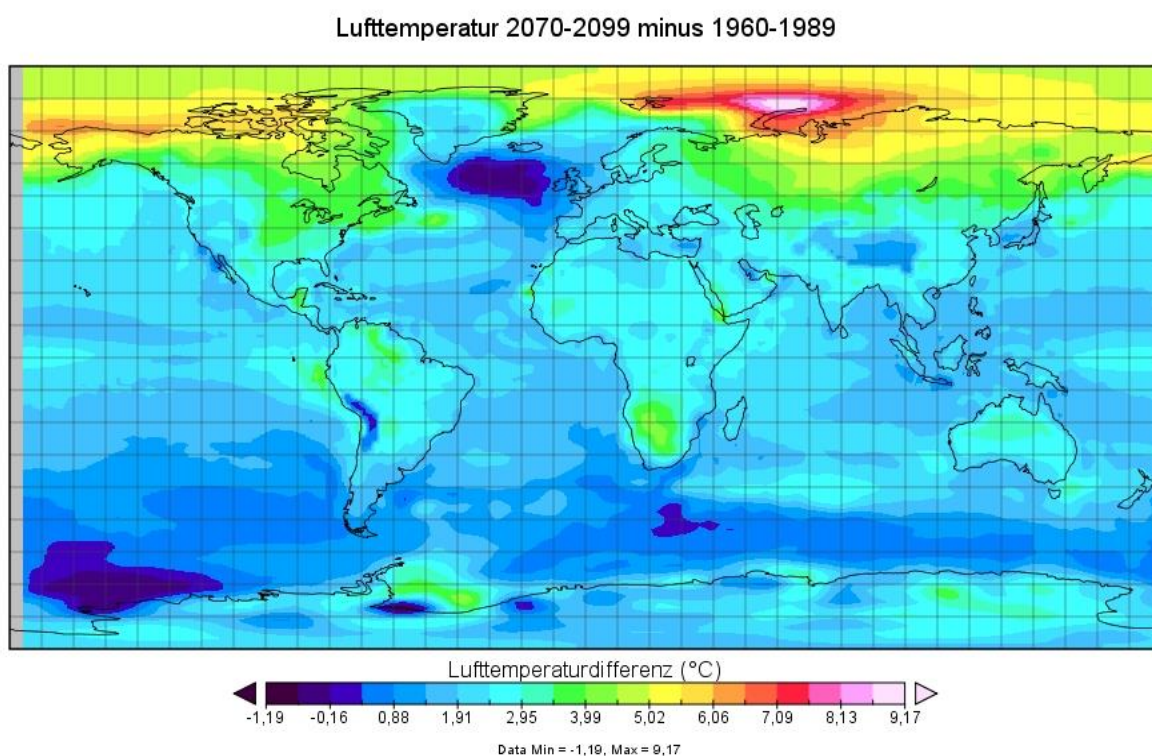 Lufttemperatur 2070-2099 minus 1960-1989
Lufttemperaturdifferenz (°C)
-1,19 -0,16 0,88 1,91 2,95 3,99 5,02 6,06 7,09 8,13 9,17
Data Min = -1,19, Max = 9,17